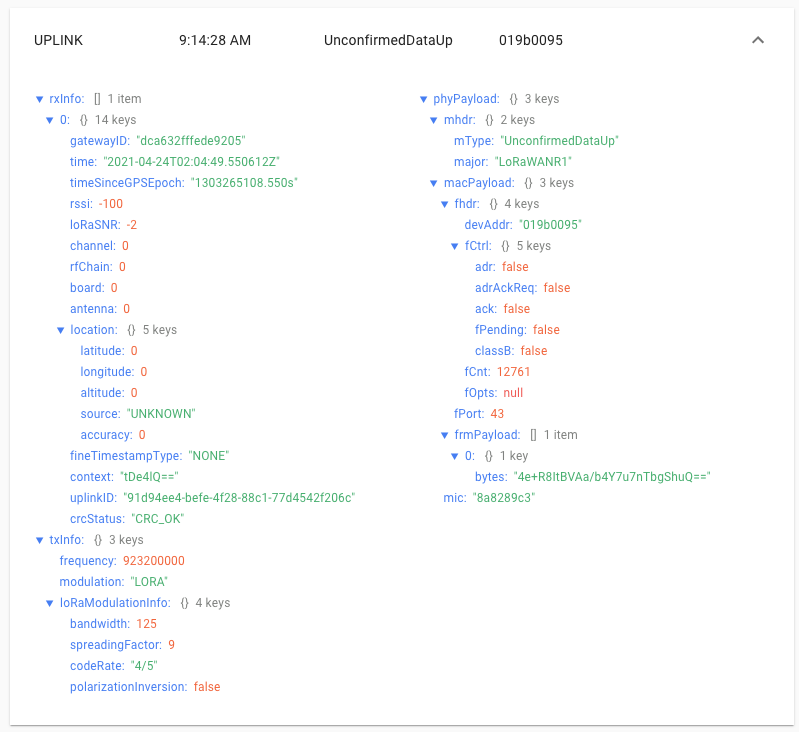 UPLINK 9:14:28 AM UnconfirmedDataUp 019b0095
rxInfo: [] 1 item
0: {} 14 keys
gatewayID: "dca632fffede9205"
time: "2021-04-24T02:04:49.550612Z"
timeSinceGPSEpoch: "1303265108.550s"
rssi: -100
loRaSNR: -2
channel: 0
rfChain: 0
board: 0
antenna: 0
location: {} 5 keys
latitude: 0
longitude: 0
altitude: 0
source: "UNKNOWN"
accuracy: 0
fineTimestampType: "NONE"
context: "tDe4lQ=="
uplinkID: "91d94ee4-befe-4f28-88c1-77d4542f206c"
crcStatus: "CRC_OK"
txInfo: {} 3 keys
frequency: 923200000
modulation: "LORA"
loRaModulationInfo: {} 4 keys
bandwidth: 125
spreadingFactor: 9
codeRate: "4/5"
polarizationInversion: false
phyPayload: {} 3 keys
mhdr: {} 2 keys
mType: "UnconfirmedDataUp"
major: "LoRaWANR1"
macPayload: {} 3 keys
fhdr: {} 4 keys
devAddr: "019b0095"
fCtrl: {} 5 keys
adr: false
adrAckReq: false
ack: false
fPending: false
classB: false
fCnt: 12761
fOpts: null
fPort: 43
frmPayload: [] 1 item
0: {} 1 key
bytes: "4e+R8ItBVAa/b4Y7u7nTbgShuQ=="
mic: "8a8289c3"